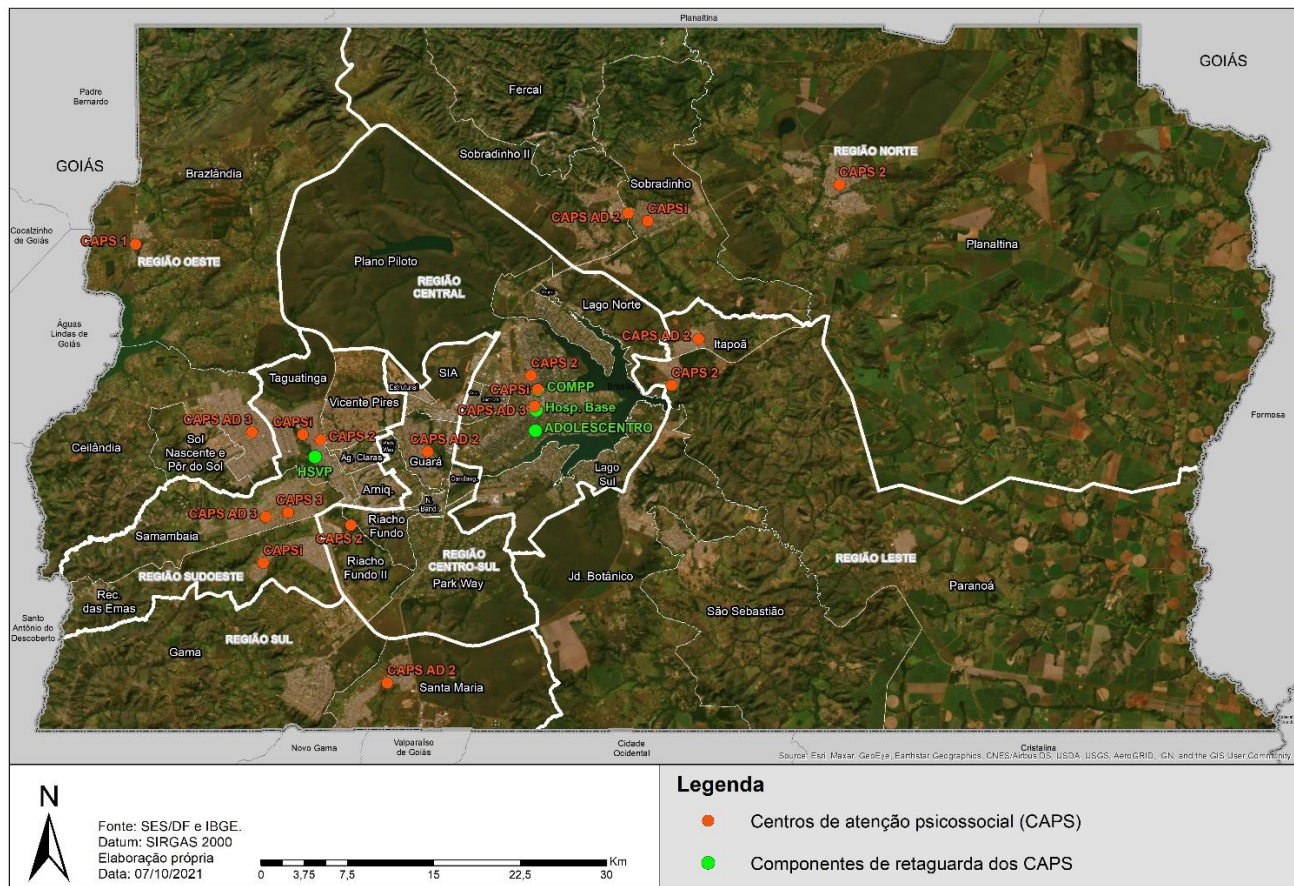 Planaltina
GOIÁS
Padre
Bernardo
Fercal
GOIÁS
Sobradinho II
REGIÃO NORTE
Brazlândia
Sobradinho
CAPS 2
CAPS AD 2
CAPSi
Cocalzinho
de Goiás
CAPS 1
REGIÃO OESTE
Plano Piloto
Planaltina
REGIÃO
CENTRAL
Lago Norte
Águas
Lindas de
Goiás
CAPS AD 2
Itapoã
Taguatinga
SIA
Estrutural
CAPS 2
CAPS 2
CAPSi
COMPP
Vicente Pires
CAPS AD 3
Hosp. Base
Formosa
CAPS AD 3
CAPSi
CAPS 2
CAPS AD 2
ADOLESCENTRO
Ceilândia
Sol
Nascente e
Pôr do Sol
Guará
Ág. Claras
HSVP
Lago
Sul
Candang.
Arniq.
N.
Band.
CAPS 3
CAPS AD 3
Samambaia
CAPS 2
Riacho
Fundo
CAPSi
REGIÃO
CENTRO-SUL
REGIÃO LESTE
REGIÃO SUDOESTE
Riacho
Fundo II
Park Way
Jd. Botânico
Paranoá
Rec.
das Emas
São Sebastião
Santo
Antônio do
Descoberto
REGIÃO SUL
Gama
CAPS AD 2
Santa Maria
Novo Gama
Valparaíso
de Goiás
Cidade
Ocidental
Cristalina
Source: Esri, Maxar, GeoEye, Earthstar Geographics, CNES/Airbus DS, USDA, USGS, AeroGRID, IGN, and the GIS User Community
N
Fonte: SES/DF e IBGE.
Datum: SIRGAS 2000
Elaboração própria
Data: 07/10/2021
Km
0 3,75 7,5 15 22,5 30
Legenda
Centros de atenção psicossocial (CAPS)
Componentes de retaguarda dos CAPS